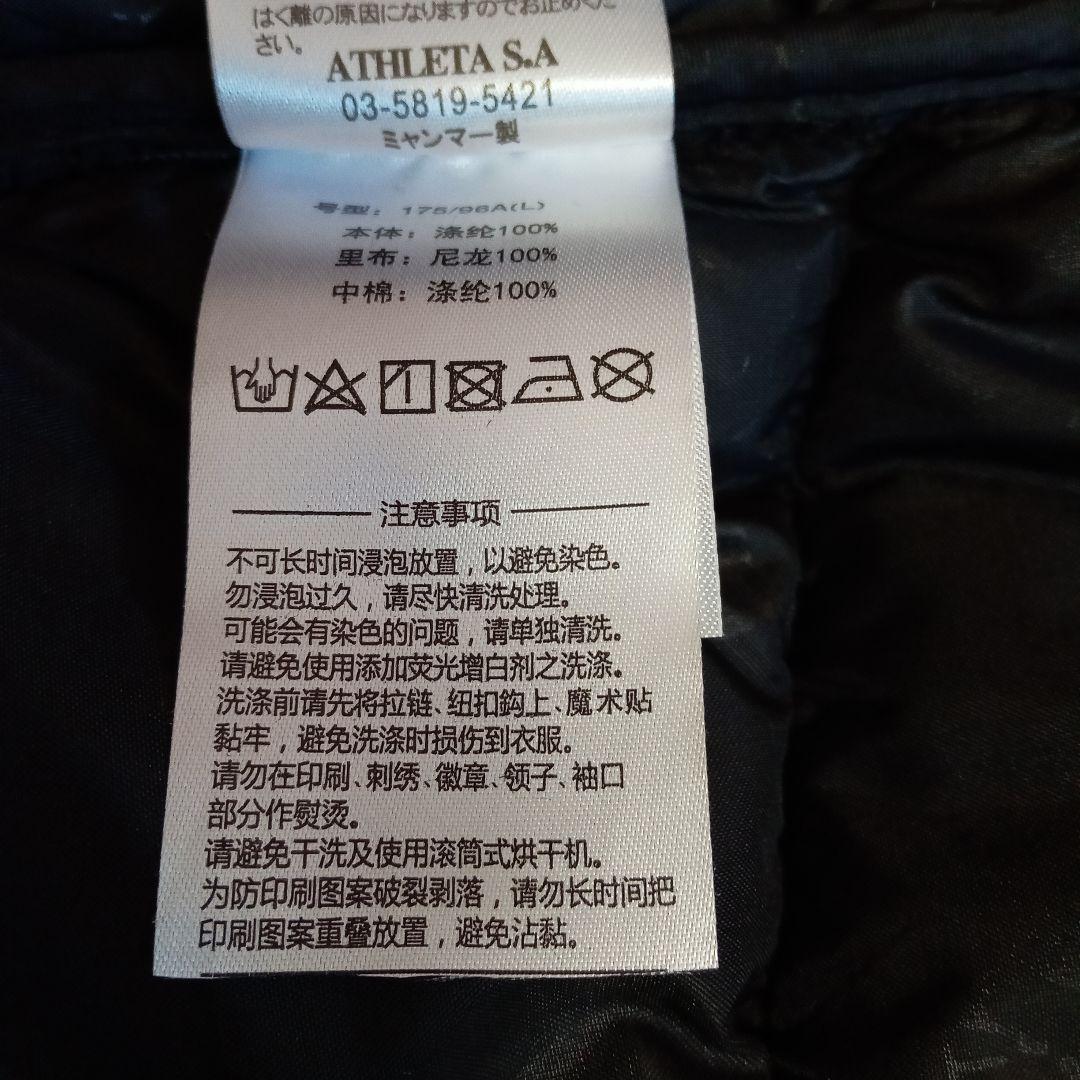 はく離の原因になりますのでお止めくだ
さい。
ATHLETA S.A
03-5819-5421
ミャンマー製
号型：175/96A(L)
本体：涤纶100%
里布：尼龙100%
中棉：涤纶100%
注意事项
不可长时间浸泡放置，以避免染色。
勿浸泡过久，请尽快清洗处理。
可能会有染色的问题，请单独清洗。
请避免使用添加荧光增白剂之洗涤。
洗涤前请先将拉链、纽扣鈎上、魔术贴
黏牢，避免洗涤时损伤到衣服。
请勿在印刷、刺绣、徽章、领子、袖口
部分作熨烫。
请避免干洗及使用滚筒式烘干机。
为防印刷图案破裂剥落，请勿长时间把
印刷图案重叠放置，避免沾黏。